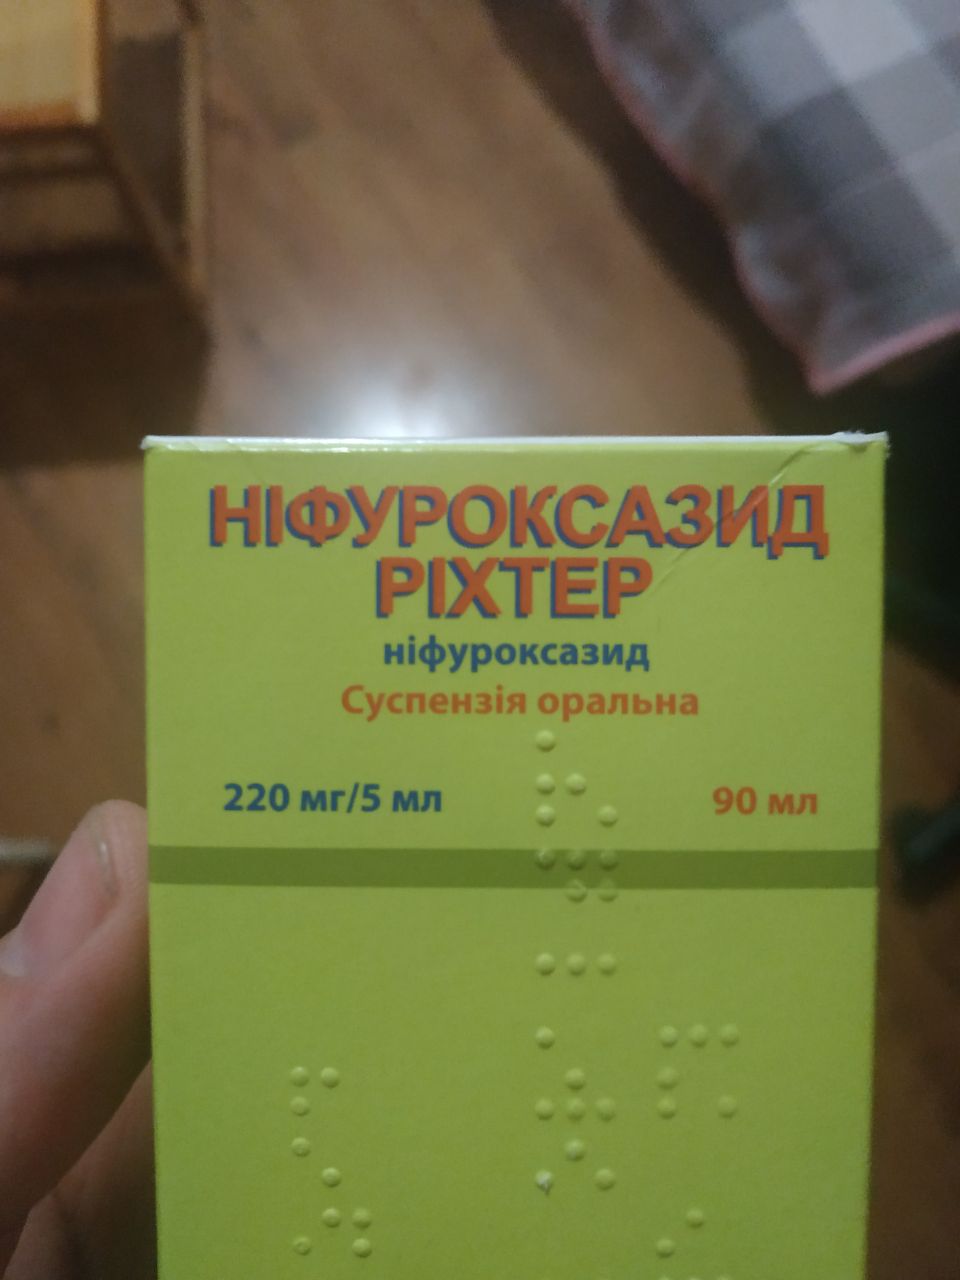 НІФУРОКСАЗИД
РІХТЕР
ніфуроксазид
Суспензія оральна
220 мг/5 мл 90 мл